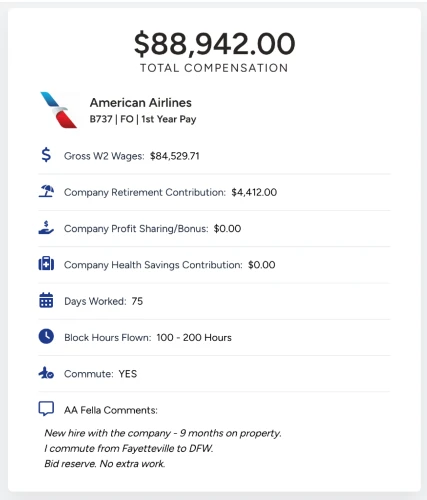 $88,942.00
TOTAL COMPENSATION
American Airlines
B737 | FO | 1st Year Pay
Gross W2 Wages: $84,529.71
Company Retirement Contribution: $4,412.00
Company Profit Sharing/Bonus: $0.00
Company Health Savings Contribution: $0.00
Days Worked: 75
Block Hours Flown: 100 - 200 Hours
Commute: YES
AA Fella Comments:
New hire with the company - 9 months on property.
I commute from Fayetteville to DFW.
Bid reserve. No extra work.